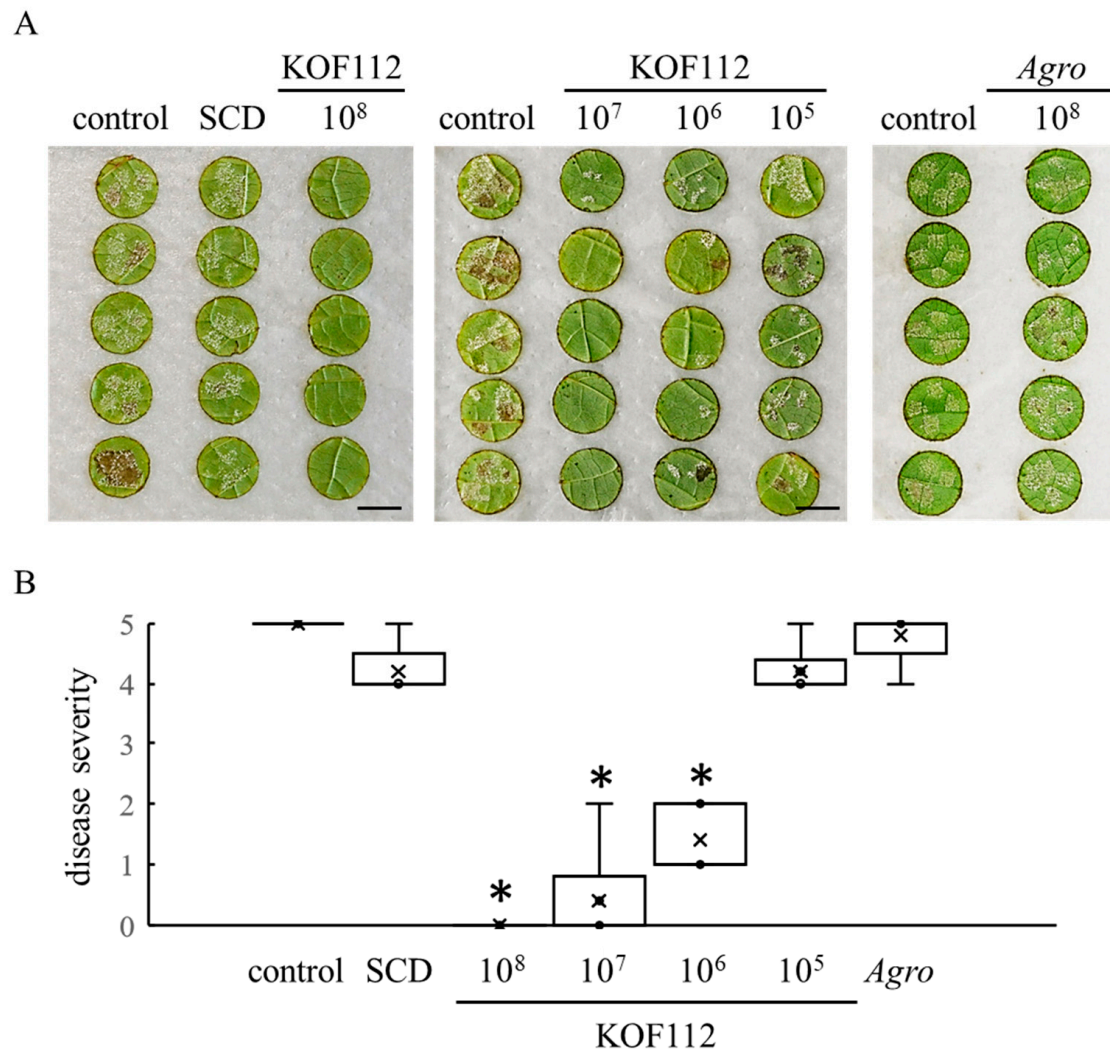 A
KOF112 KOF112 Agro
control SCD 10⁸ control 10⁷ 10⁶ 10⁵ control 10⁸
B
disease severity
5
4
3
2
1
0
* * *
control SCD 10⁸ 10⁷ 10⁶ 10⁵ Agro
KOF112